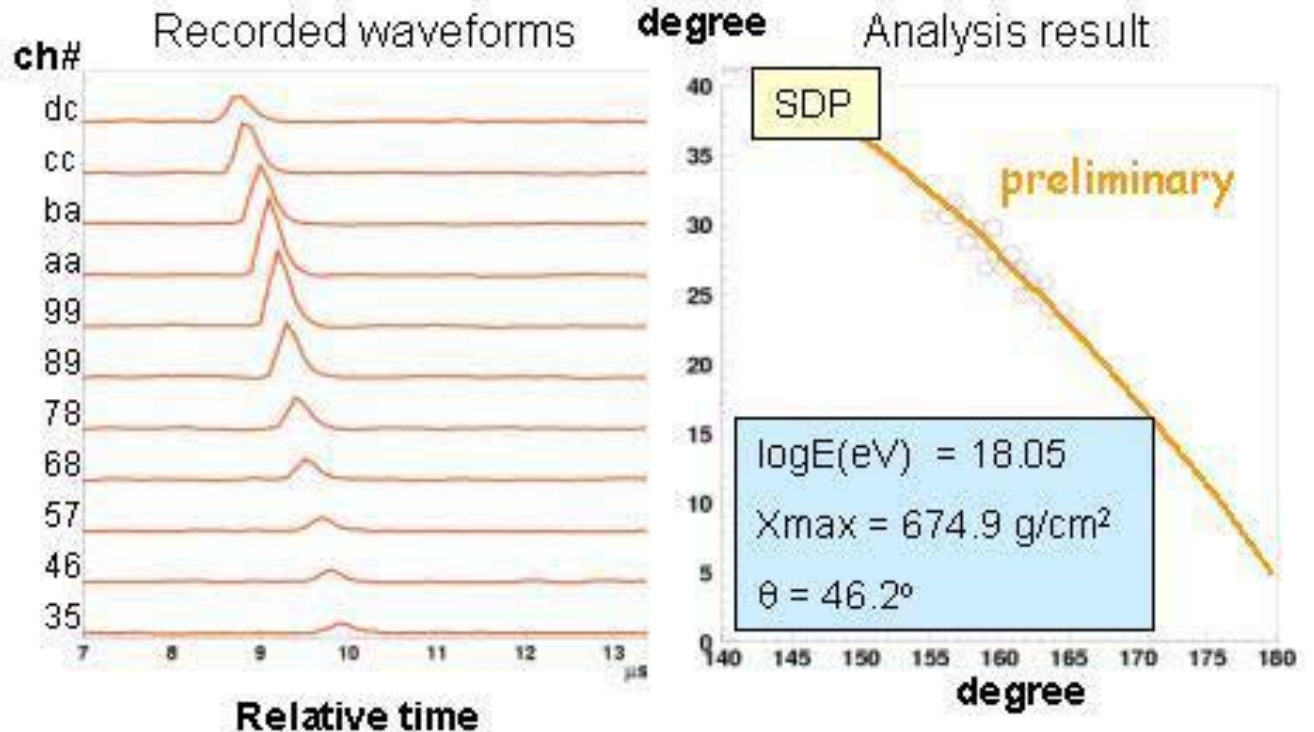 Recorded waveforms
ch#
dc
cc
ba
aa
99
89
78
68
57
46
35
7 8 9 10 11 12 13
µs
Relative time
degree
Analysis result
40
SDP
35
preliminary
30
25
20
15
logE(eV) = 18.05
10
Xmax = 674.9 g/cm²
5
θ = 46.2º
0
140 145 150 155 160 165 170 175 180
degree